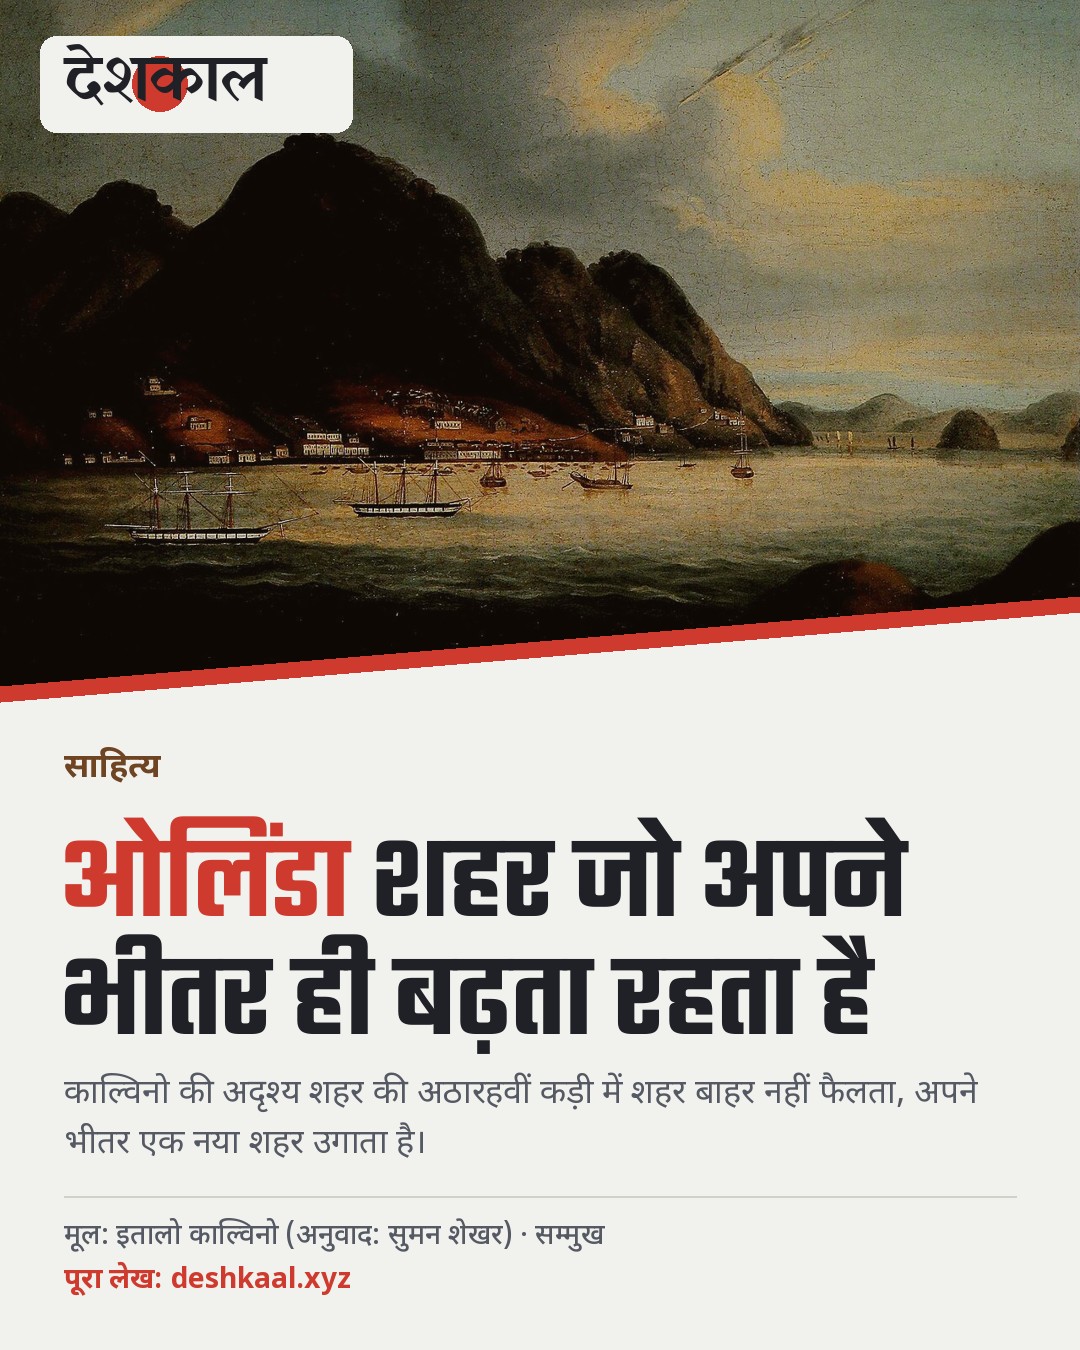 देशकाल
साहित्य
ओलिंडा शहर जो अपने
भीतर ही बढ़ता रहता है
काल्विनो की अदृश्य शहर की अठारहवीं कड़ी में शहर बाहर नहीं फैलता, अपने
भीतर एक नया शहर उगाता है।
मूल: इतालो काल्विनो (अनुवाद: सुमन शेखर) · सम्मुख
पूरा लेख: deshkaal.xyz